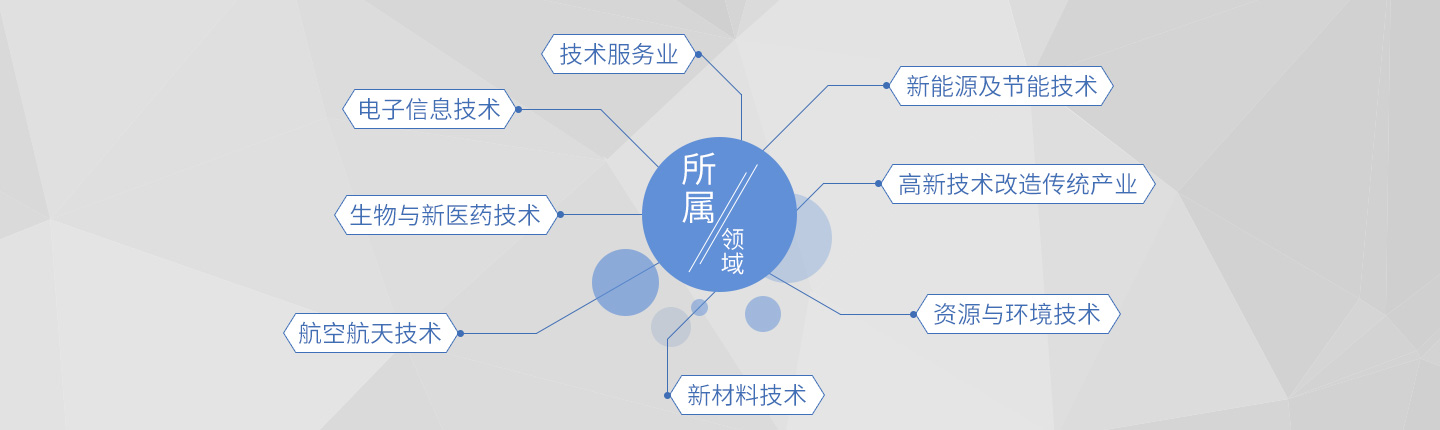 技术服务业
新能源及节能技术
电子信息技术
所属
领域
高新技术改造传统产业
生物与新医药技术
资源与环境技术
航空航天技术
新材料技术